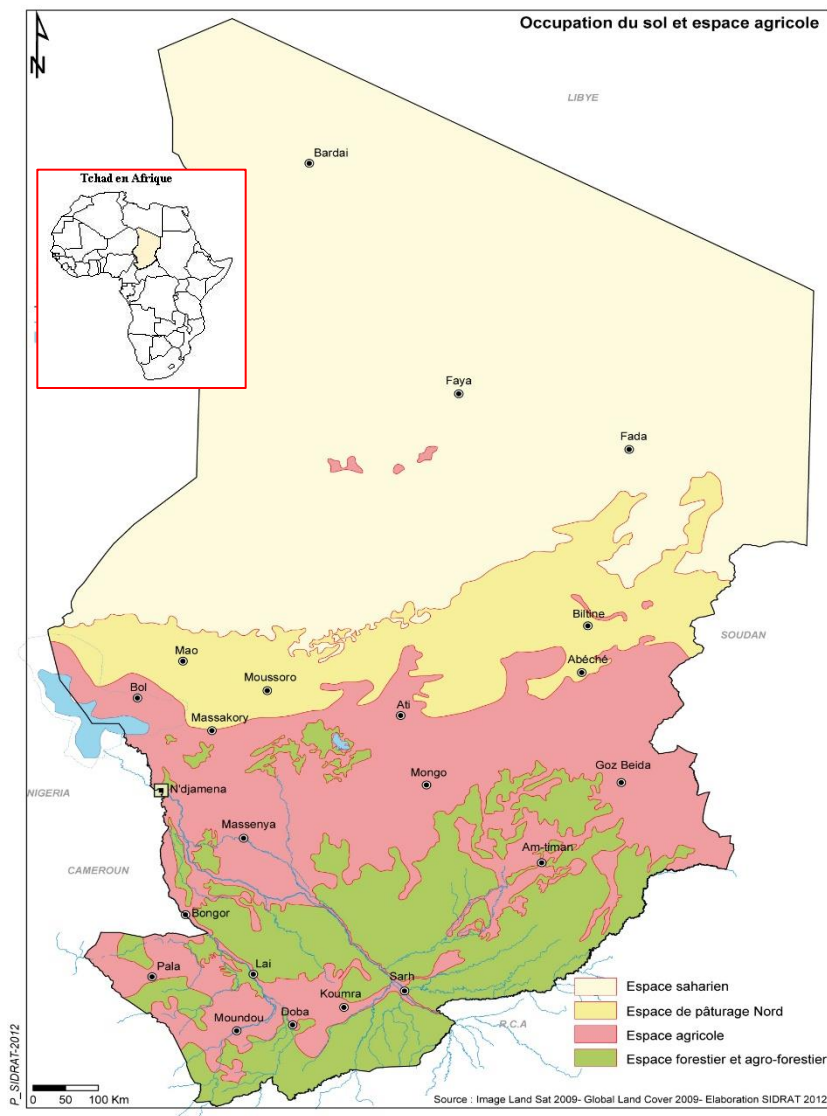 Occupation du sol et espace agricole
N
LIBYE
Tchad en Afrique
Bardai
Faya
Fada
Biltine
SOUDAN
Mao
Abéché
Moussoro
Bol
Ati
Massakory
Goz Beida
Mongo
NIGERIA
N'djamena
Massenya
Am-timan
CAMEROUN
Bongor
Lai
Pala
Sarh
Koumra
Doba
Moundou
R.C.A
Espace saharien
Espace de pâturage Nord
Espace agricole
Espace forestier et agro-forestier
P_SIDRAT-2012
0 50 100 Km
Source : Image Land Sat 2009- Global Land Cover 2009- Elaboration SIDRAT 2012